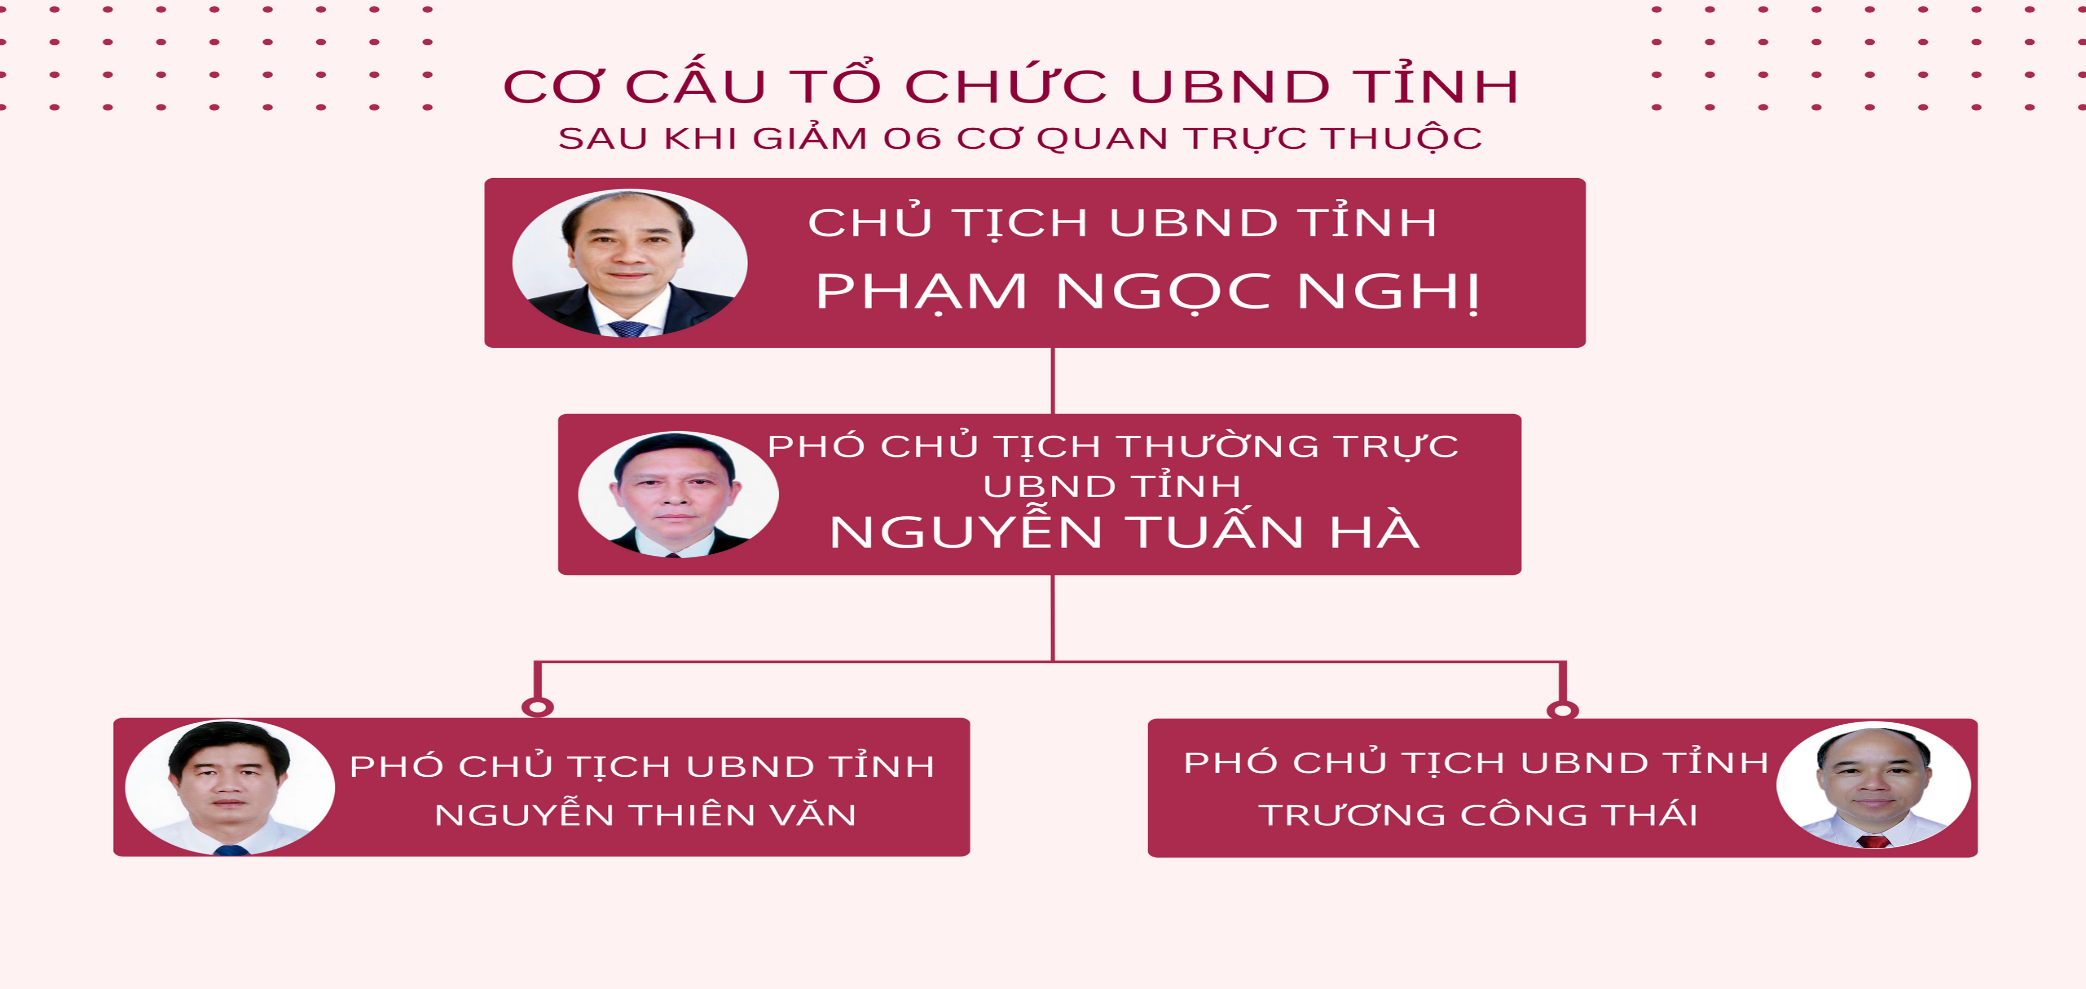 CƠ CẤU TỔ CHỨC UBND TỈNH
SAU KHI GIẢM 06 CƠ QUAN TRỰC THUỘC
CHỦ TỊCH UBND TỈNH
PHẠM NGỌC NGHỊ
PHÓ CHỦ TỊCH THƯỜNG TRỰC
UBND TỈNH
NGUYỄN TUẤN HÀ
PHÓ CHỦ TỊCH UBND TỈNH
NGUYỄN THIÊN VĂN
PHÓ CHỦ TỊCH UBND TỈNH
TRƯƠNG CÔNG THÁI